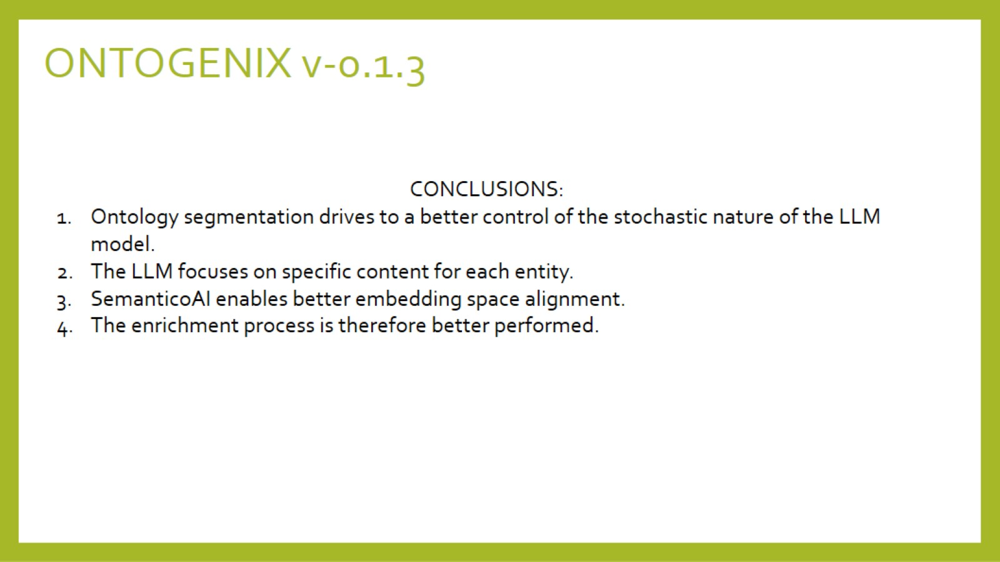 ONTOGENIX v-0.1.3
CONCLUSIONS:
1. Ontology segmentation drives to a better control of the stochastic nature of the LLM
model.
2. The LLM focuses on specific content for each entity.
3. SemanticoAI enables better embedding space alignment.
4. The enrichment process is therefore better performed.